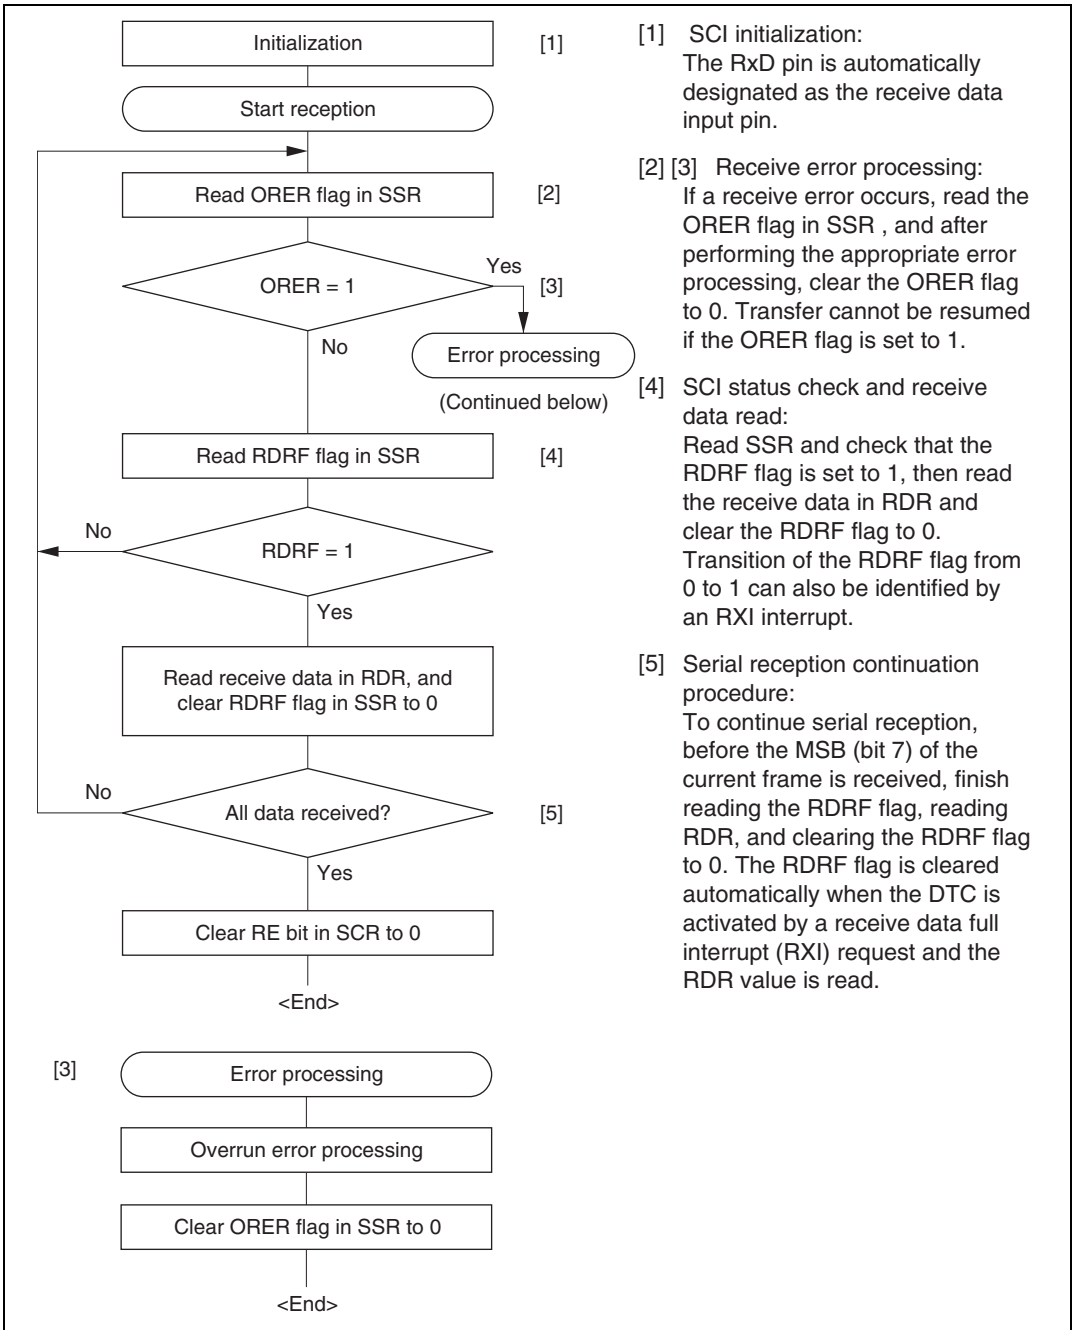 Initialization
[1]
Start reception
Read ORER flag in SSR
[2]
ORER = 1
Yes
[3]
No
Error processing
(Continued below)
Read RDRF flag in SSR
[4]
No
RDRF = 1
Yes
Read receive data in RDR, and
clear RDRF flag in SSR to 0
No
All data received?
[5]
Yes
Clear RE bit in SCR to 0
<End>
[3]
Error processing
Overrun error processing
Clear ORER flag in SSR to 0
<End>
[1] SCI initialization:
The RxD pin is automatically
designated as the receive data
input pin.
[2] [3] Receive error processing:
If a receive error occurs, read the
ORER flag in SSR , and after
performing the appropriate error
processing, clear the ORER flag
to 0. Transfer cannot be resumed
if the ORER flag is set to 1.
[4] SCI status check and receive
data read:
Read SSR and check that the
RDRF flag is set to 1, then read
the receive data in RDR and
clear the RDRF flag to 0.
Transition of the RDRF flag from
0 to 1 can also be identified by
an RXI interrupt.
[5] Serial reception continuation
procedure:
To continue serial reception,
before the MSB (bit 7) of the
current frame is received, finish
reading the RDRF flag, reading
RDR, and clearing the RDRF flag
to 0. The RDRF flag is cleared
automatically when the DTC is
activated by a receive data full
interrupt (RXI) request and the
RDR value is read.